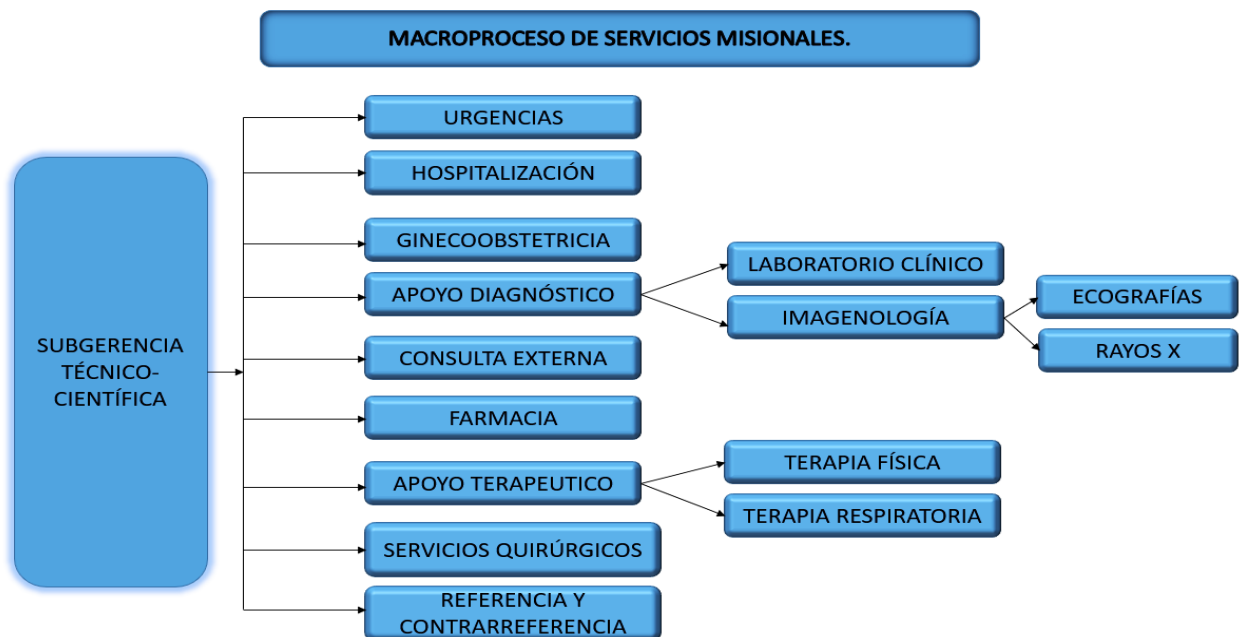 MACROPROCESO DE SERVICIOS MISIONALES.
SUBGERENCIA
TÉCNICO-
CIENTÍFICA
URGENCIAS
HOSPITALIZACIÓN
GINECOOBSTETRICIA
APOYO DIAGNÓSTICO
LABORATORIO CLÍNICO
IMAGENOLOGÍA
ECOGRAFÍAS
RAYOS X
CONSULTA EXTERNA
FARMACIA
APOYO TERAPEUTICO
TERAPIA FÍSICA
TERAPIA RESPIRATORIA
SERVICIOS QUIRÚRGICOS
REFERENCIA Y
CONTRARREFERENCIA